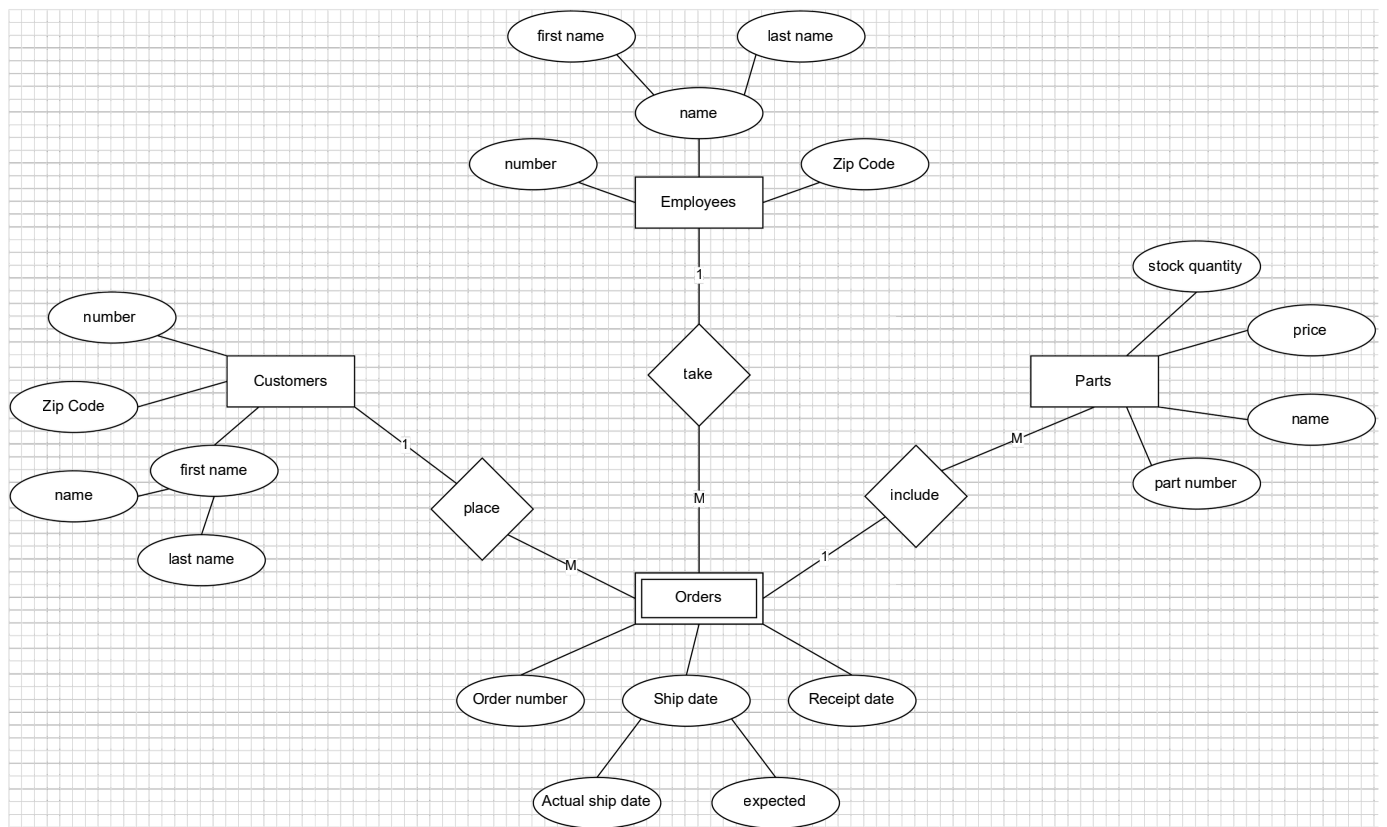 first name
last name
name
number
Zip Code
Employees
stock quantity
1
number
price
Customers
take
Parts
Zip Code
name
1
M
first name
part number
name
include
M
place
last name
1
M
Orders
Order number
Ship date
Receipt date
Actual ship date
expected